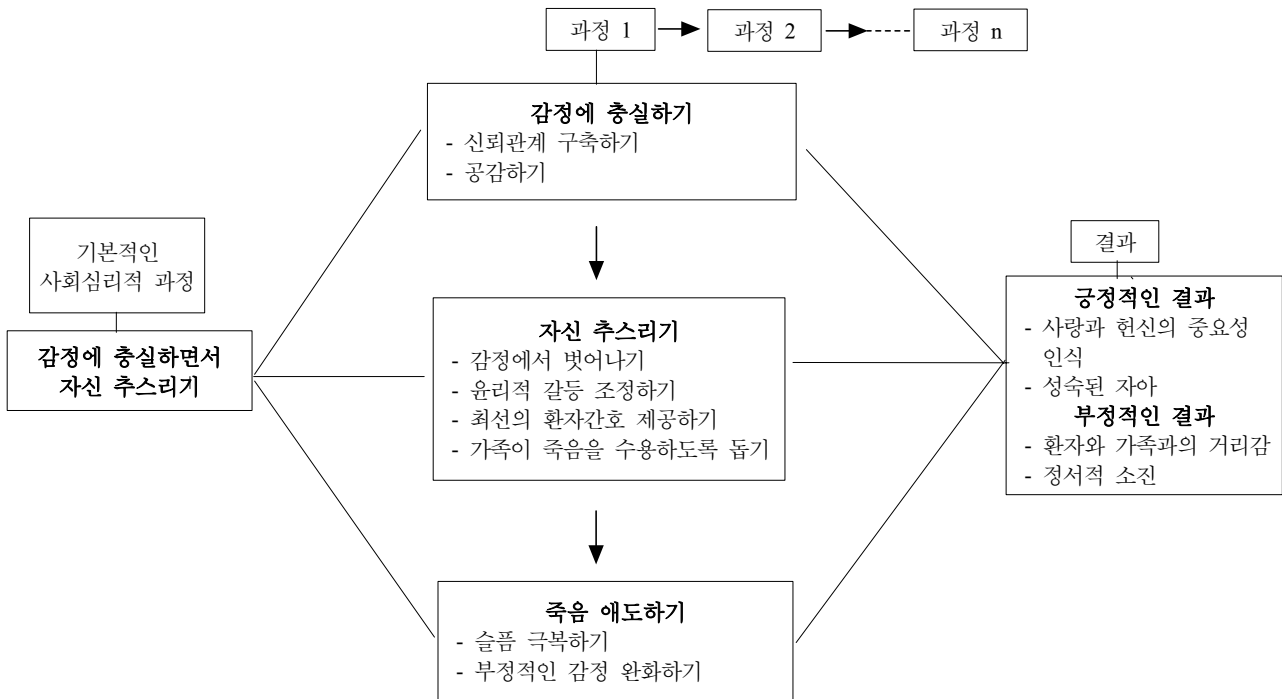 과정 1
과정 2
과정 n
감정에 충실하기
- 신뢰관계 구축하기
- 공감하기
기본적인
사회심리적 과정
감정에 충실하면서
자신 추스리기
자신 추스리기
- 감정에서 벗어나기
- 윤리적 갈등 조정하기
- 최선의 환자간호 제공하기
- 가족이 죽음을 수용하도록 돕기
결과
긍정적인 결과
- 사랑과 헌신의 중요성
인식
- 성숙된 자아
부정적인 결과
- 환자와 가족과의 거리감
- 정서적 소진
죽음 애도하기
- 슬픔 극복하기
- 부정적인 감정 완화하기